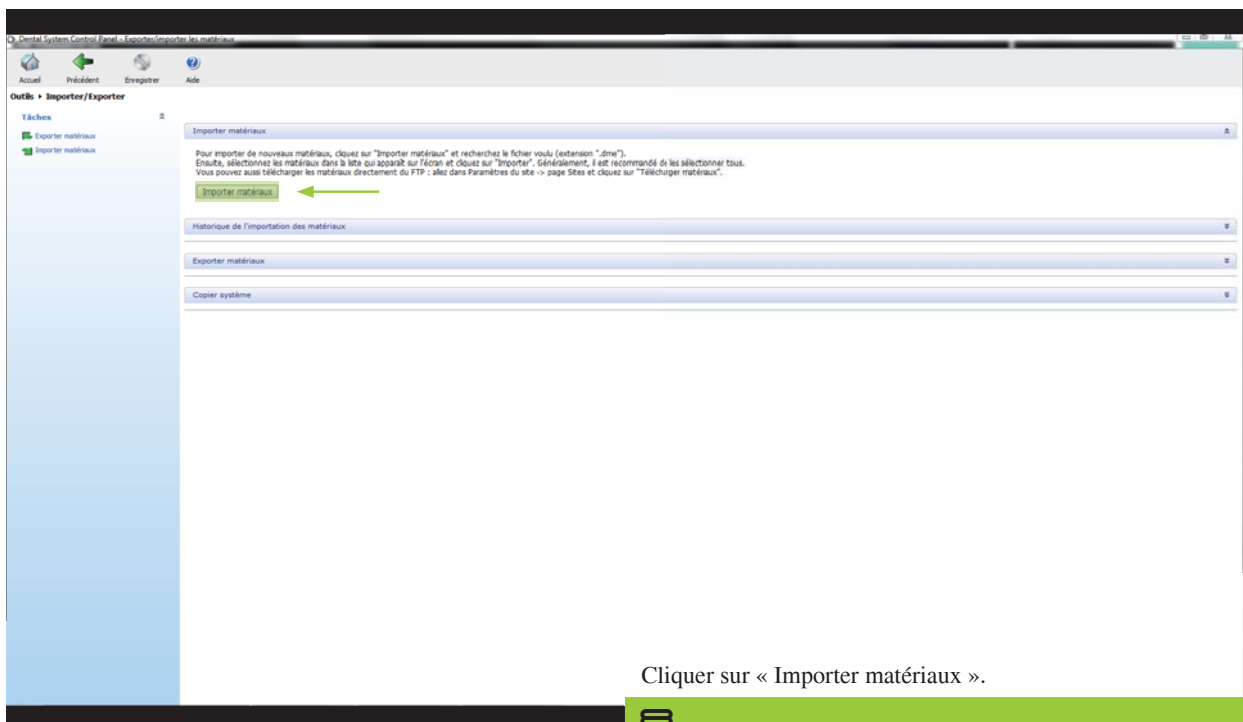 Dental System Control Panel - Exporter/importer les matériaux
Accueil Précédent Enregistrer Aide
Outils ▸ Importer/Exporter
Tâches
Exporter matériaux
Importer matériaux
Importer matériaux
Pour importer de nouveaux matériaux, cliquez sur "Importer matériaux" et recherchez le fichier voulu (extension ".dme").
Ensuite, sélectionnez les matériaux dans la liste qui apparaît sur l'écran et cliquez sur "Importer". Généralement, il est recommandé de les sélectionner tous.
Vous pouvez aussi télécharger les matériaux directement du FTP : allez dans Paramètres du site -> page Sites et cliquez sur "Télécharger matériaux".
Importer matériaux
Historique de l'importation des matériaux
Exporter matériaux
Copier système
Cliquer sur « Importer matériaux ».